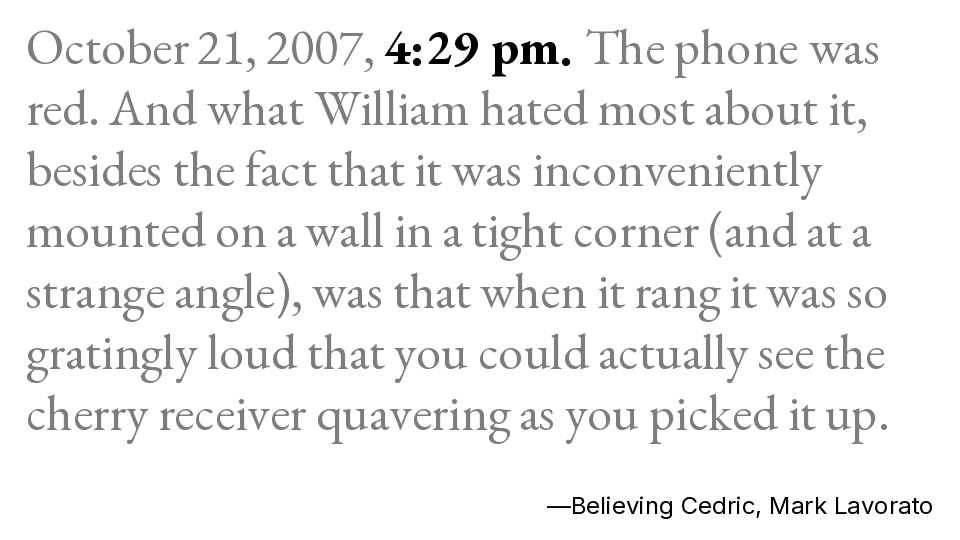 October 21, 2007, 4:29 pm. The phone was
red. And what William hated most about it,
besides the fact that it was inconveniently
mounted on a wall in a tight corner (and at a
strange angle), was that when it rang it was so
gratingly loud that you could actually see the
cherry receiver quavering as you picked it up.
—Believing Cedric, Mark Lavorato